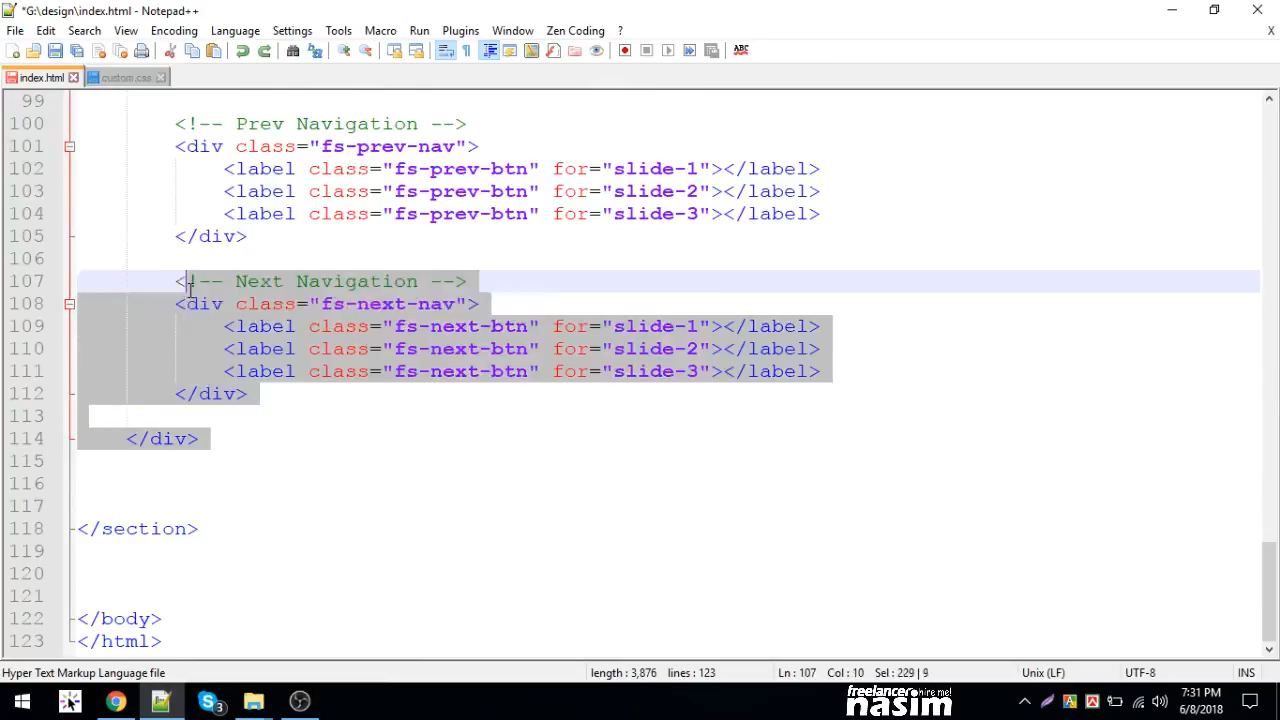 *G:\design\index.html - Notepad++
File Edit Search View Encoding Language Settings Tools Macro Run Plugins Window Zen Coding ? X
index.html custom.css
99
100 <!-- Prev Navigation -->
101 <div class="fs-prev-nav">
102 <label class="fs-prev-btn" for="slide-1"></label>
103 <label class="fs-prev-btn" for="slide-2"></label>
104 <label class="fs-prev-btn" for="slide-3"></label>
105 </div>
106
107 <!-- Next Navigation -->
108 <div class="fs-next-nav">
109 <label class="fs-next-btn" for="slide-1"></label>
110 <label class="fs-next-btn" for="slide-2"></label>
111 <label class="fs-next-btn" for="slide-3"></label>
112 </div>
113
114 </div>
115
116
117
118 </section>
119
120
121
122 </body>
123 </html>
Hyper Text Markup Language file length : 3,876 lines : 123 Ln : 107 Col : 10 Sel : 229 | 9 Unix (LF) UTF-8 INS
freelancers hire me!
nasim
7:31 PM
6/8/2018